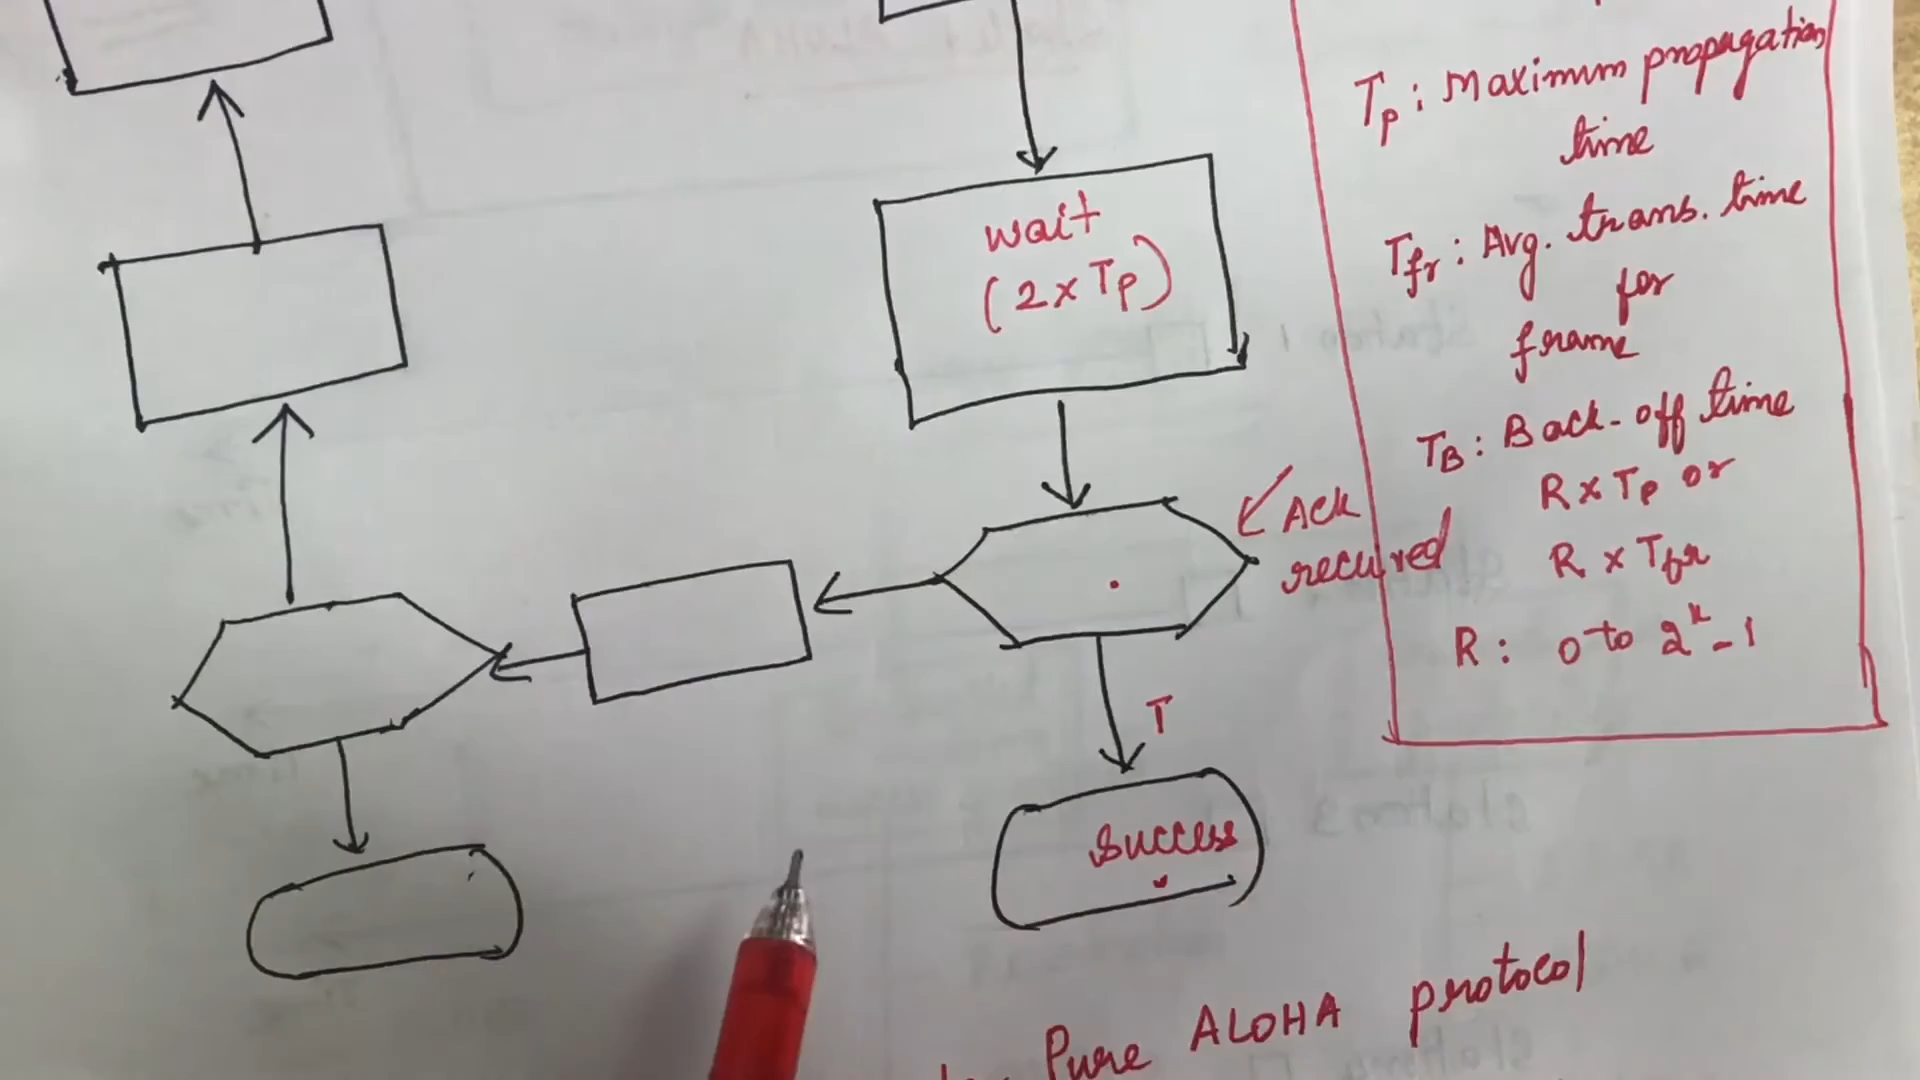 wait
(2 x Tp)
Ack
recuived
T
success
Tp : Maximum propagation
time
Tfr : Avg. trans. time
for
frame
TB : Back-off time
R x Tp or
R x Tfr
R : 0 to 2^k - 1
Pure ALOHA protocol